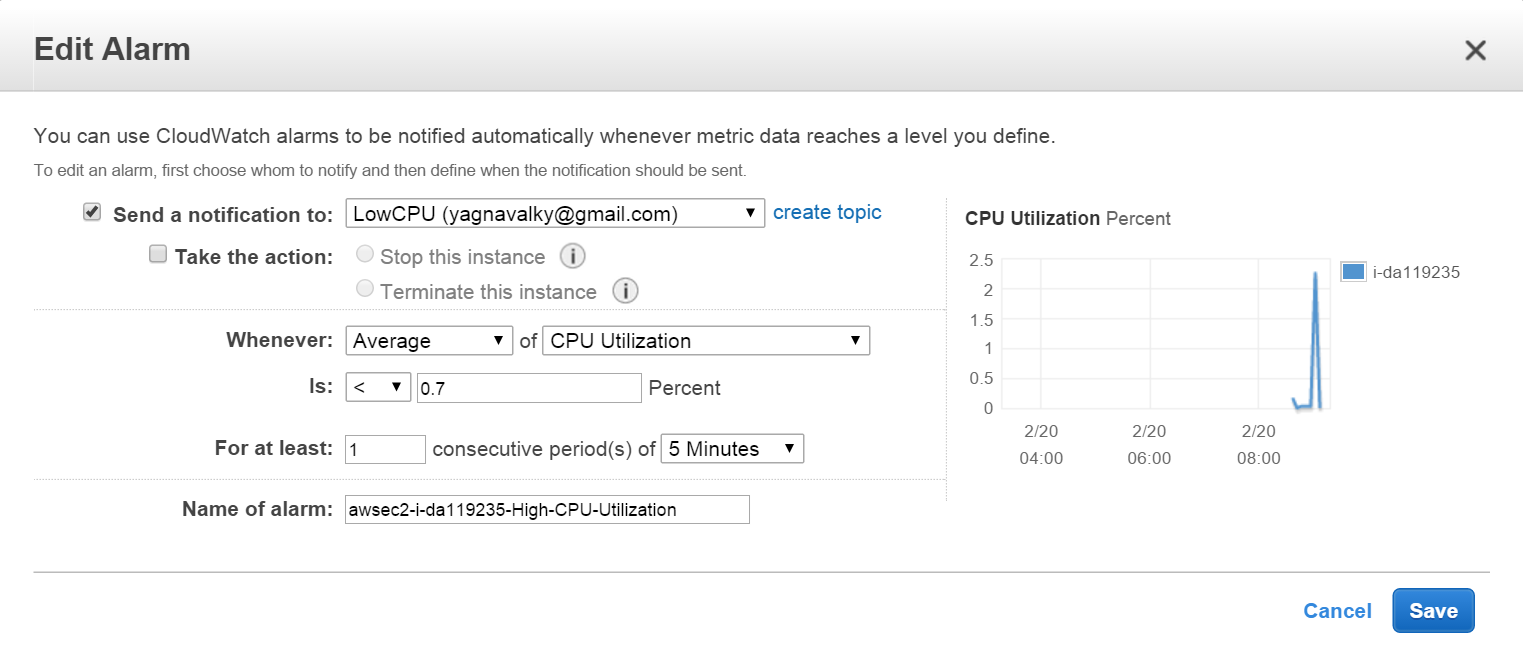 Edit Alarm
You can use CloudWatch alarms to be notified automatically whenever metric data reaches a level you define.
To edit an alarm, first choose whom to notify and then define when the notification should be sent.
Send a notification to: LowCPU (yagnavalky@gmail.com) create topic
Take the action: Stop this instance i
Terminate this instance i
Whenever: Average of CPU Utilization
Is: < 0.7 Percent
For at least: 1 consecutive period(s) of 5 Minutes
Name of alarm: awsec2-i-da119235-High-CPU-Utilization
CPU Utilization Percent
2.5
2
1.5
1
0.5
0
2/20 2/20 2/20
04:00 06:00 08:00
i-da119235
Cancel Save